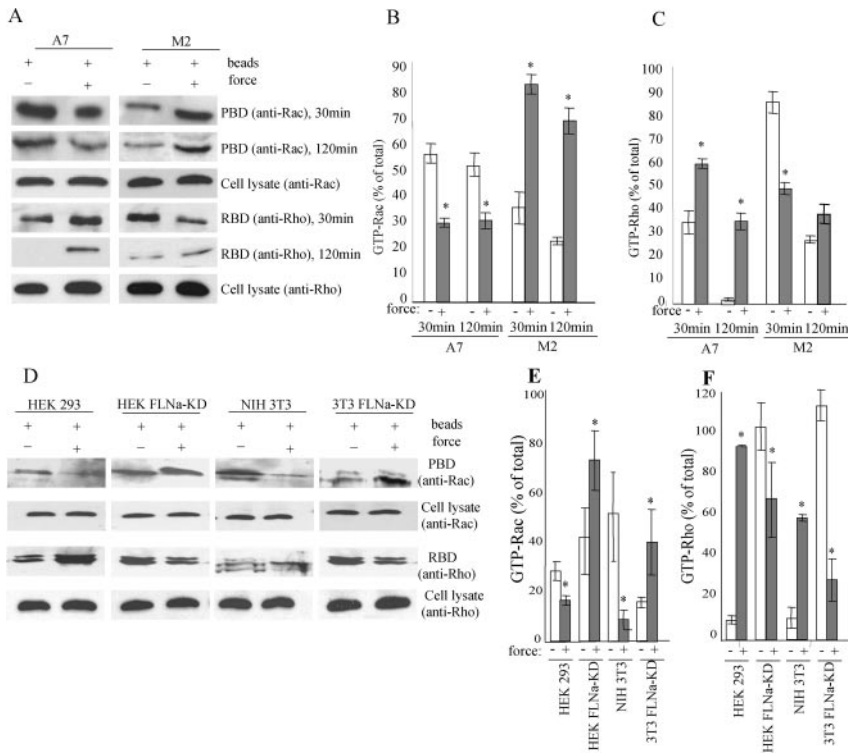 A
A7 M2
+ + + + beads
− + − + force
PBD (anti-Rac), 30min
PBD (anti-Rac), 120min
Cell lysate (anti-Rac)
RBD (anti-Rho), 30min
RBD (anti-Rho), 120min
Cell lysate (anti-Rho)
B
GTP-Rac (% of total)
90
80
70
60
50
40
30
20
10
0
* * * *
force: - + - + - + - +
30min 120min 30min 120min
A7 M2
C
GTP-Rho (% of total)
100
90
80
70
60
50
40
30
20
10
0
* * *
force: - + - + - + - +
30min 120min 30min 120min
A7 M2
D
HEK 293 HEK FLNa-KD NIH 3T3 3T3 FLNa-KD
+ + + + + + + + beads
− + − + − + − + force
PBD
(anti-Rac)
Cell lysate
(anti-Rac)
RBD
(anti-Rho)
Cell lysate
(anti-Rho)
E
GTP-Rac (% of total)
100
80
60
40
20
0
* * * *
force: - + - + - + - +
HEK 293
HEK FLNa-KD
NIH 3T3
3T3 FLNa-KD
F
GTP-Rho (% of total)
120
100
80
60
40
20
0
* * * *
- + - + - + - +
HEK 293
HEK FLNa-KD
NIH 3T3
3T3 FLNa-KD